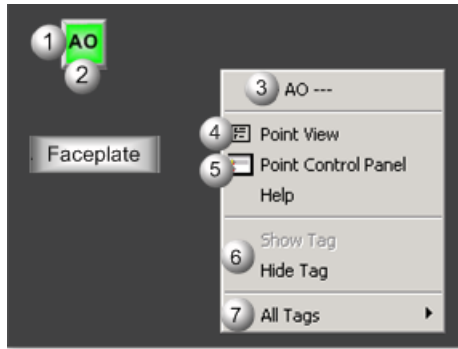 1 AO
2
3 AO ---
4 Point View
Faceplate
5 Point Control Panel
Help
Show Tag
6
Hide Tag
7 All Tags